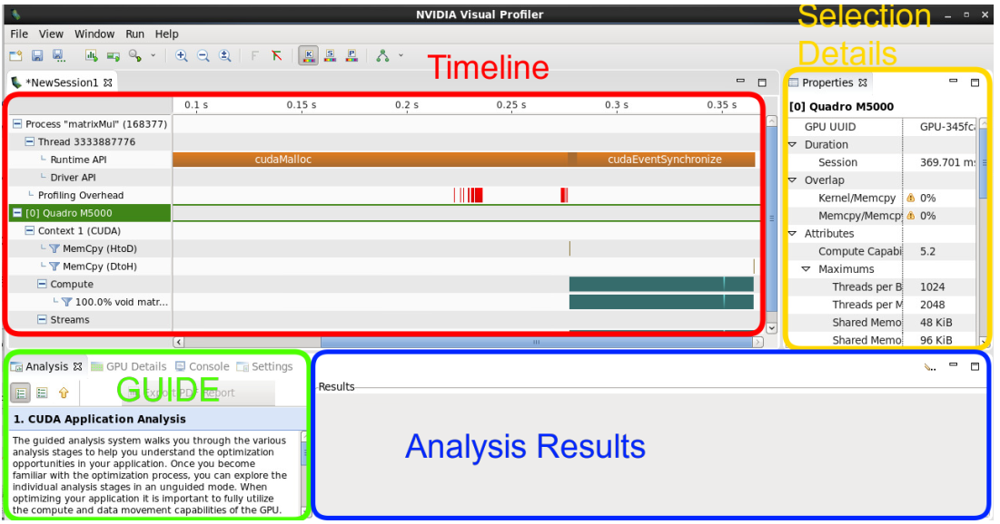 NVIDIA Visual Profiler
Selection
Details
File View Window Run Help
Timeline
*NewSession1
Properties
0.1 s 0.15 s 0.2 s 0.25 s 0.3 s 0.35 s
Process "matrixMul" (168377)
Thread 3333887776
Runtime API cudaMalloc cudaEventSynchronize
Driver API
Profiling Overhead
[0] Quadro M5000
Context 1 (CUDA)
MemCpy (HtoD)
MemCpy (DtoH)
Compute
100.0% void matr...
Streams
[0] Quadro M5000
GPU UUID GPU-345fc
Duration
Session 369.701 ms
Overlap
Kernel/Memcpy 0%
Memcpy/Memcp 0%
Attributes
Compute Capabi 5.2
Maximums
Threads per B 1024
Threads per M 2048
Shared Memo 48 KiB
Shared Memo 96 KiB
Analysis GPU Details Console Settings
GUIDE
Export PDF Report
1. CUDA Application Analysis
The guided analysis system walks you through the various
analysis stages to help you understand the optimization
opportunities in your application. Once you become
familiar with the optimization process, you can explore the
individual analysis stages in an unguided mode. When
optimizing your application it is important to fully utilize
the compute and data movement capabilities of the GPU.
Results
Analysis Results